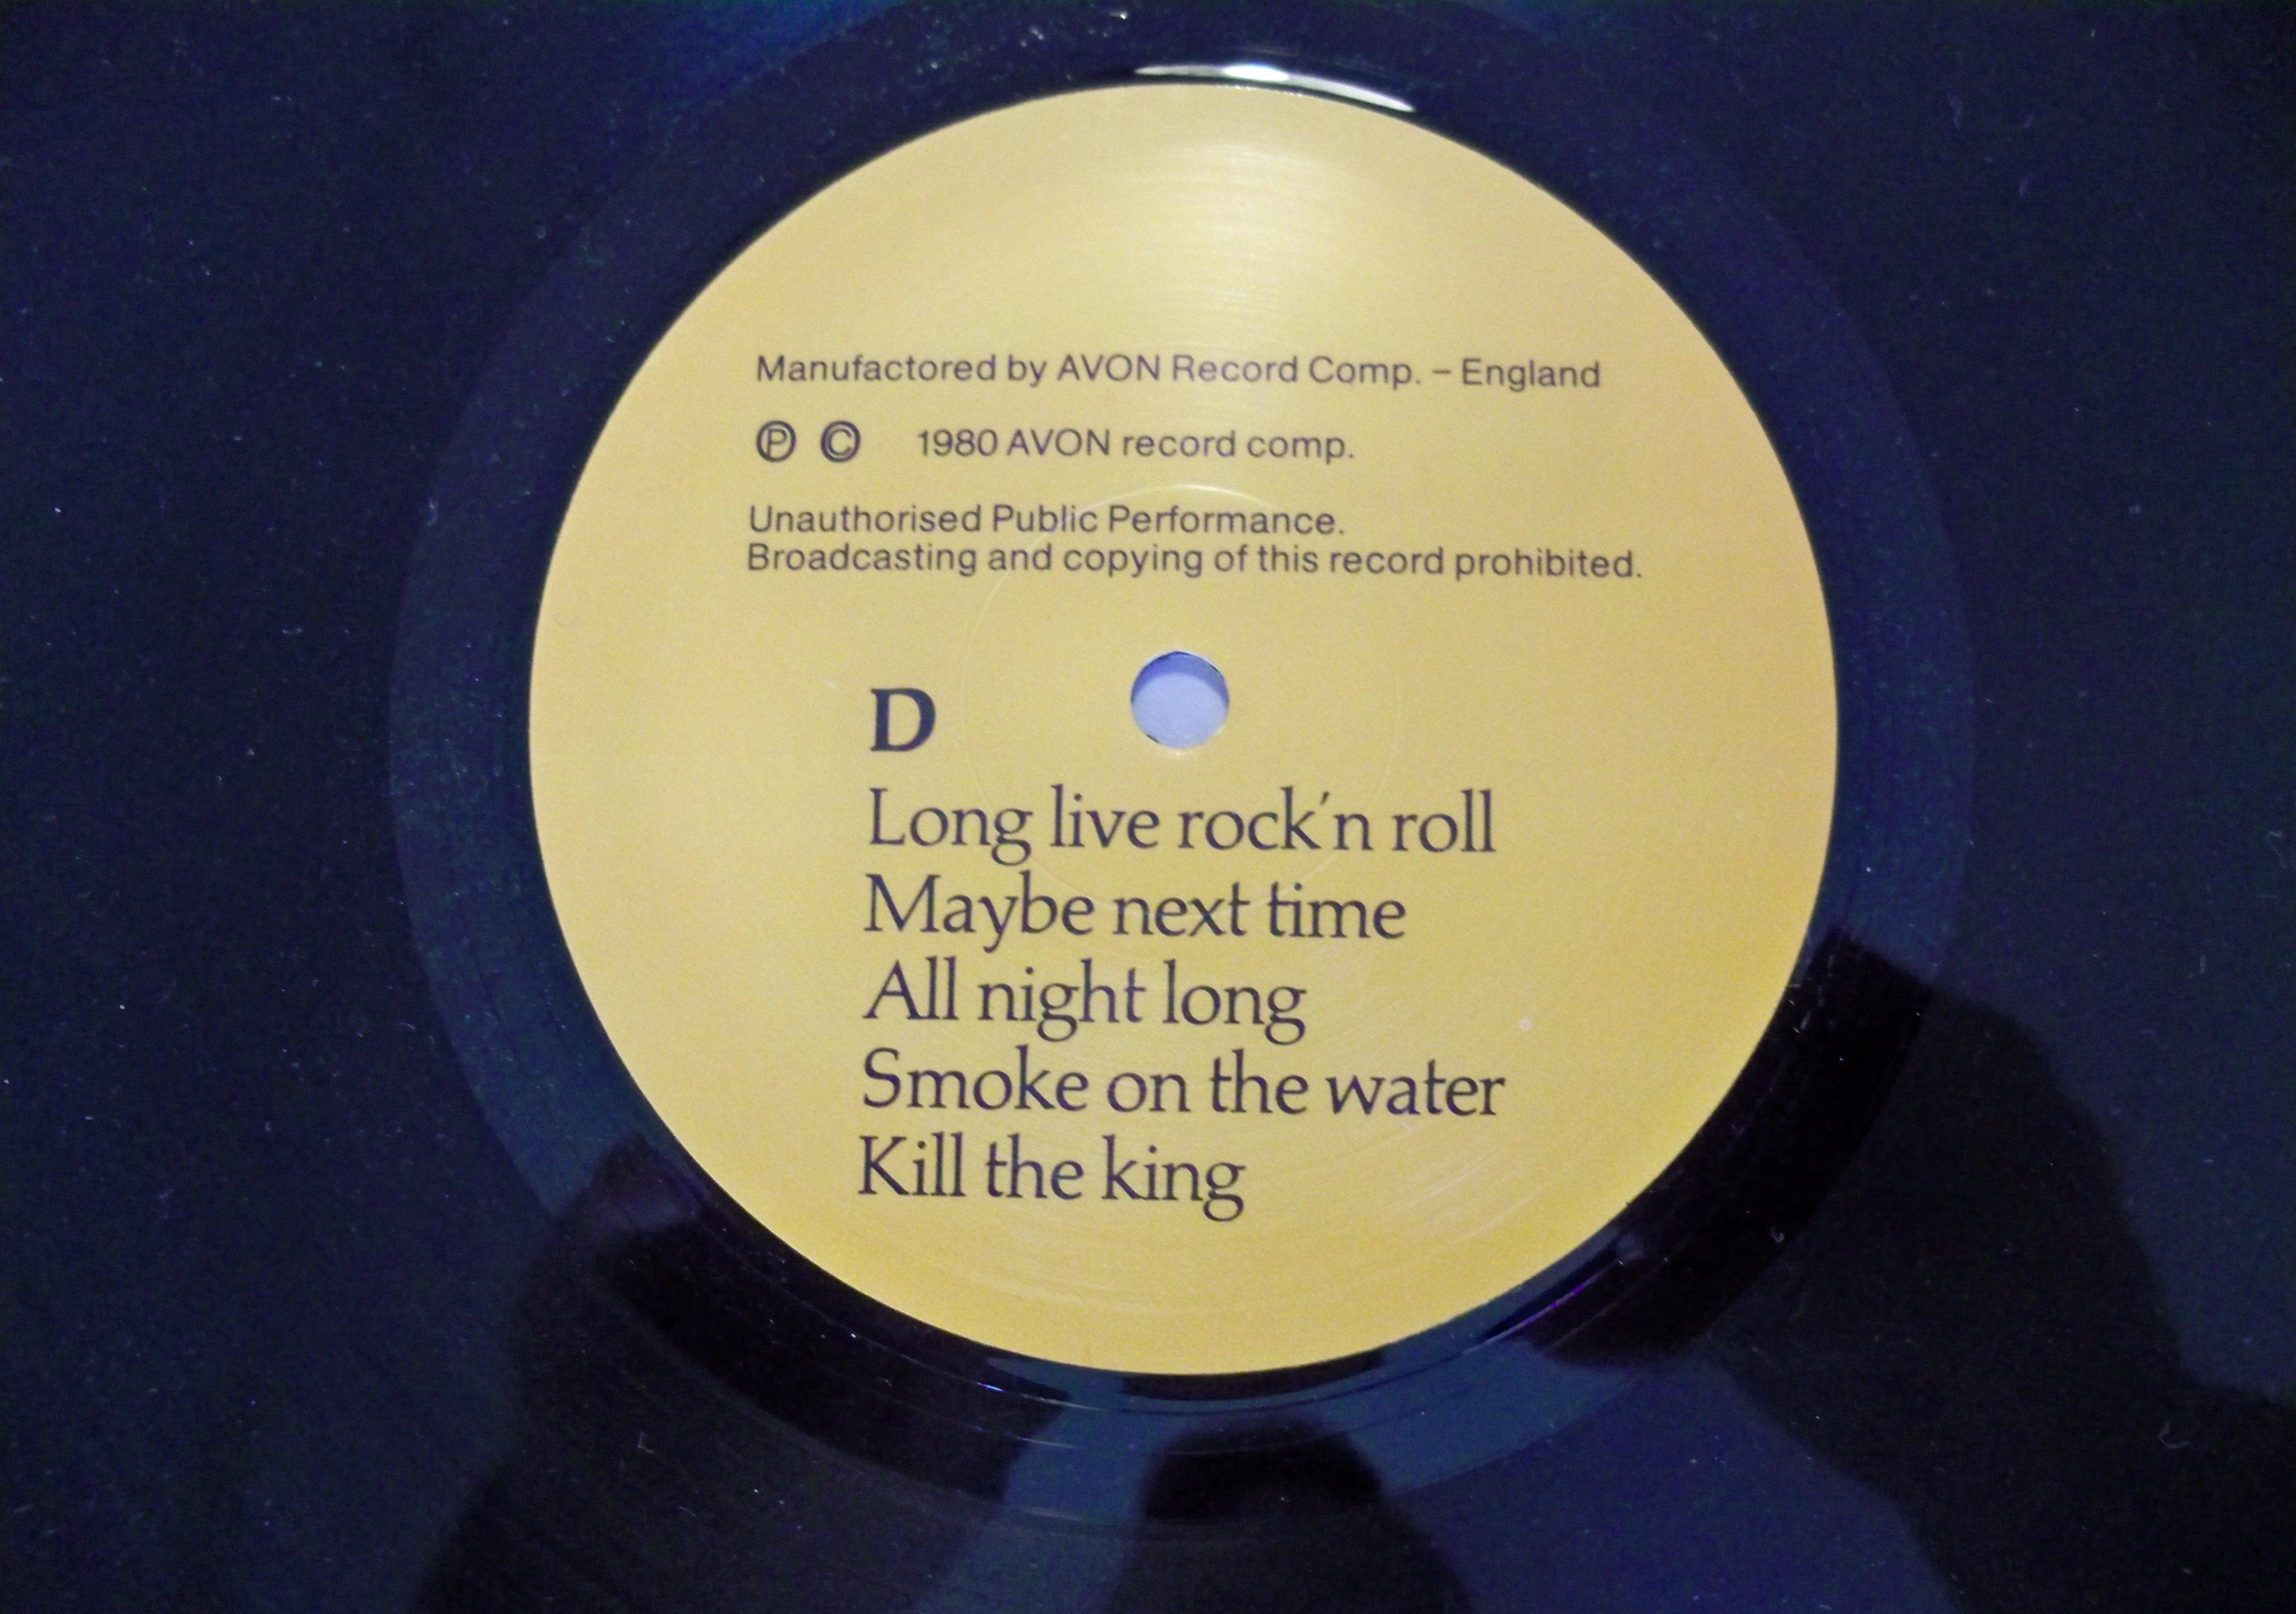 Manufactored by AVON Record Comp. – England
Ⓟ © 1980 AVON record comp.
Unauthorised Public Performance.
Broadcasting and copying of this record prohibited.
D
Long live rock'n roll
Maybe next time
All night long
Smoke on the water
Kill the king